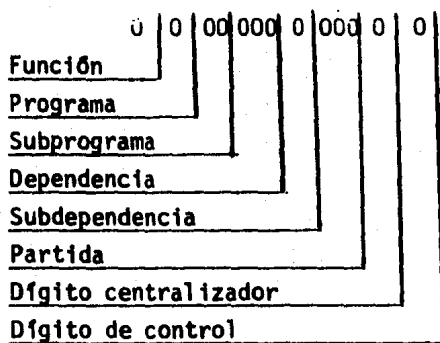 0 0 00 000 0 000 0 0
Función
Programa
Subprograma
Dependencia
Subdependencia
Partida
Dígito centralizador
Dígito de control